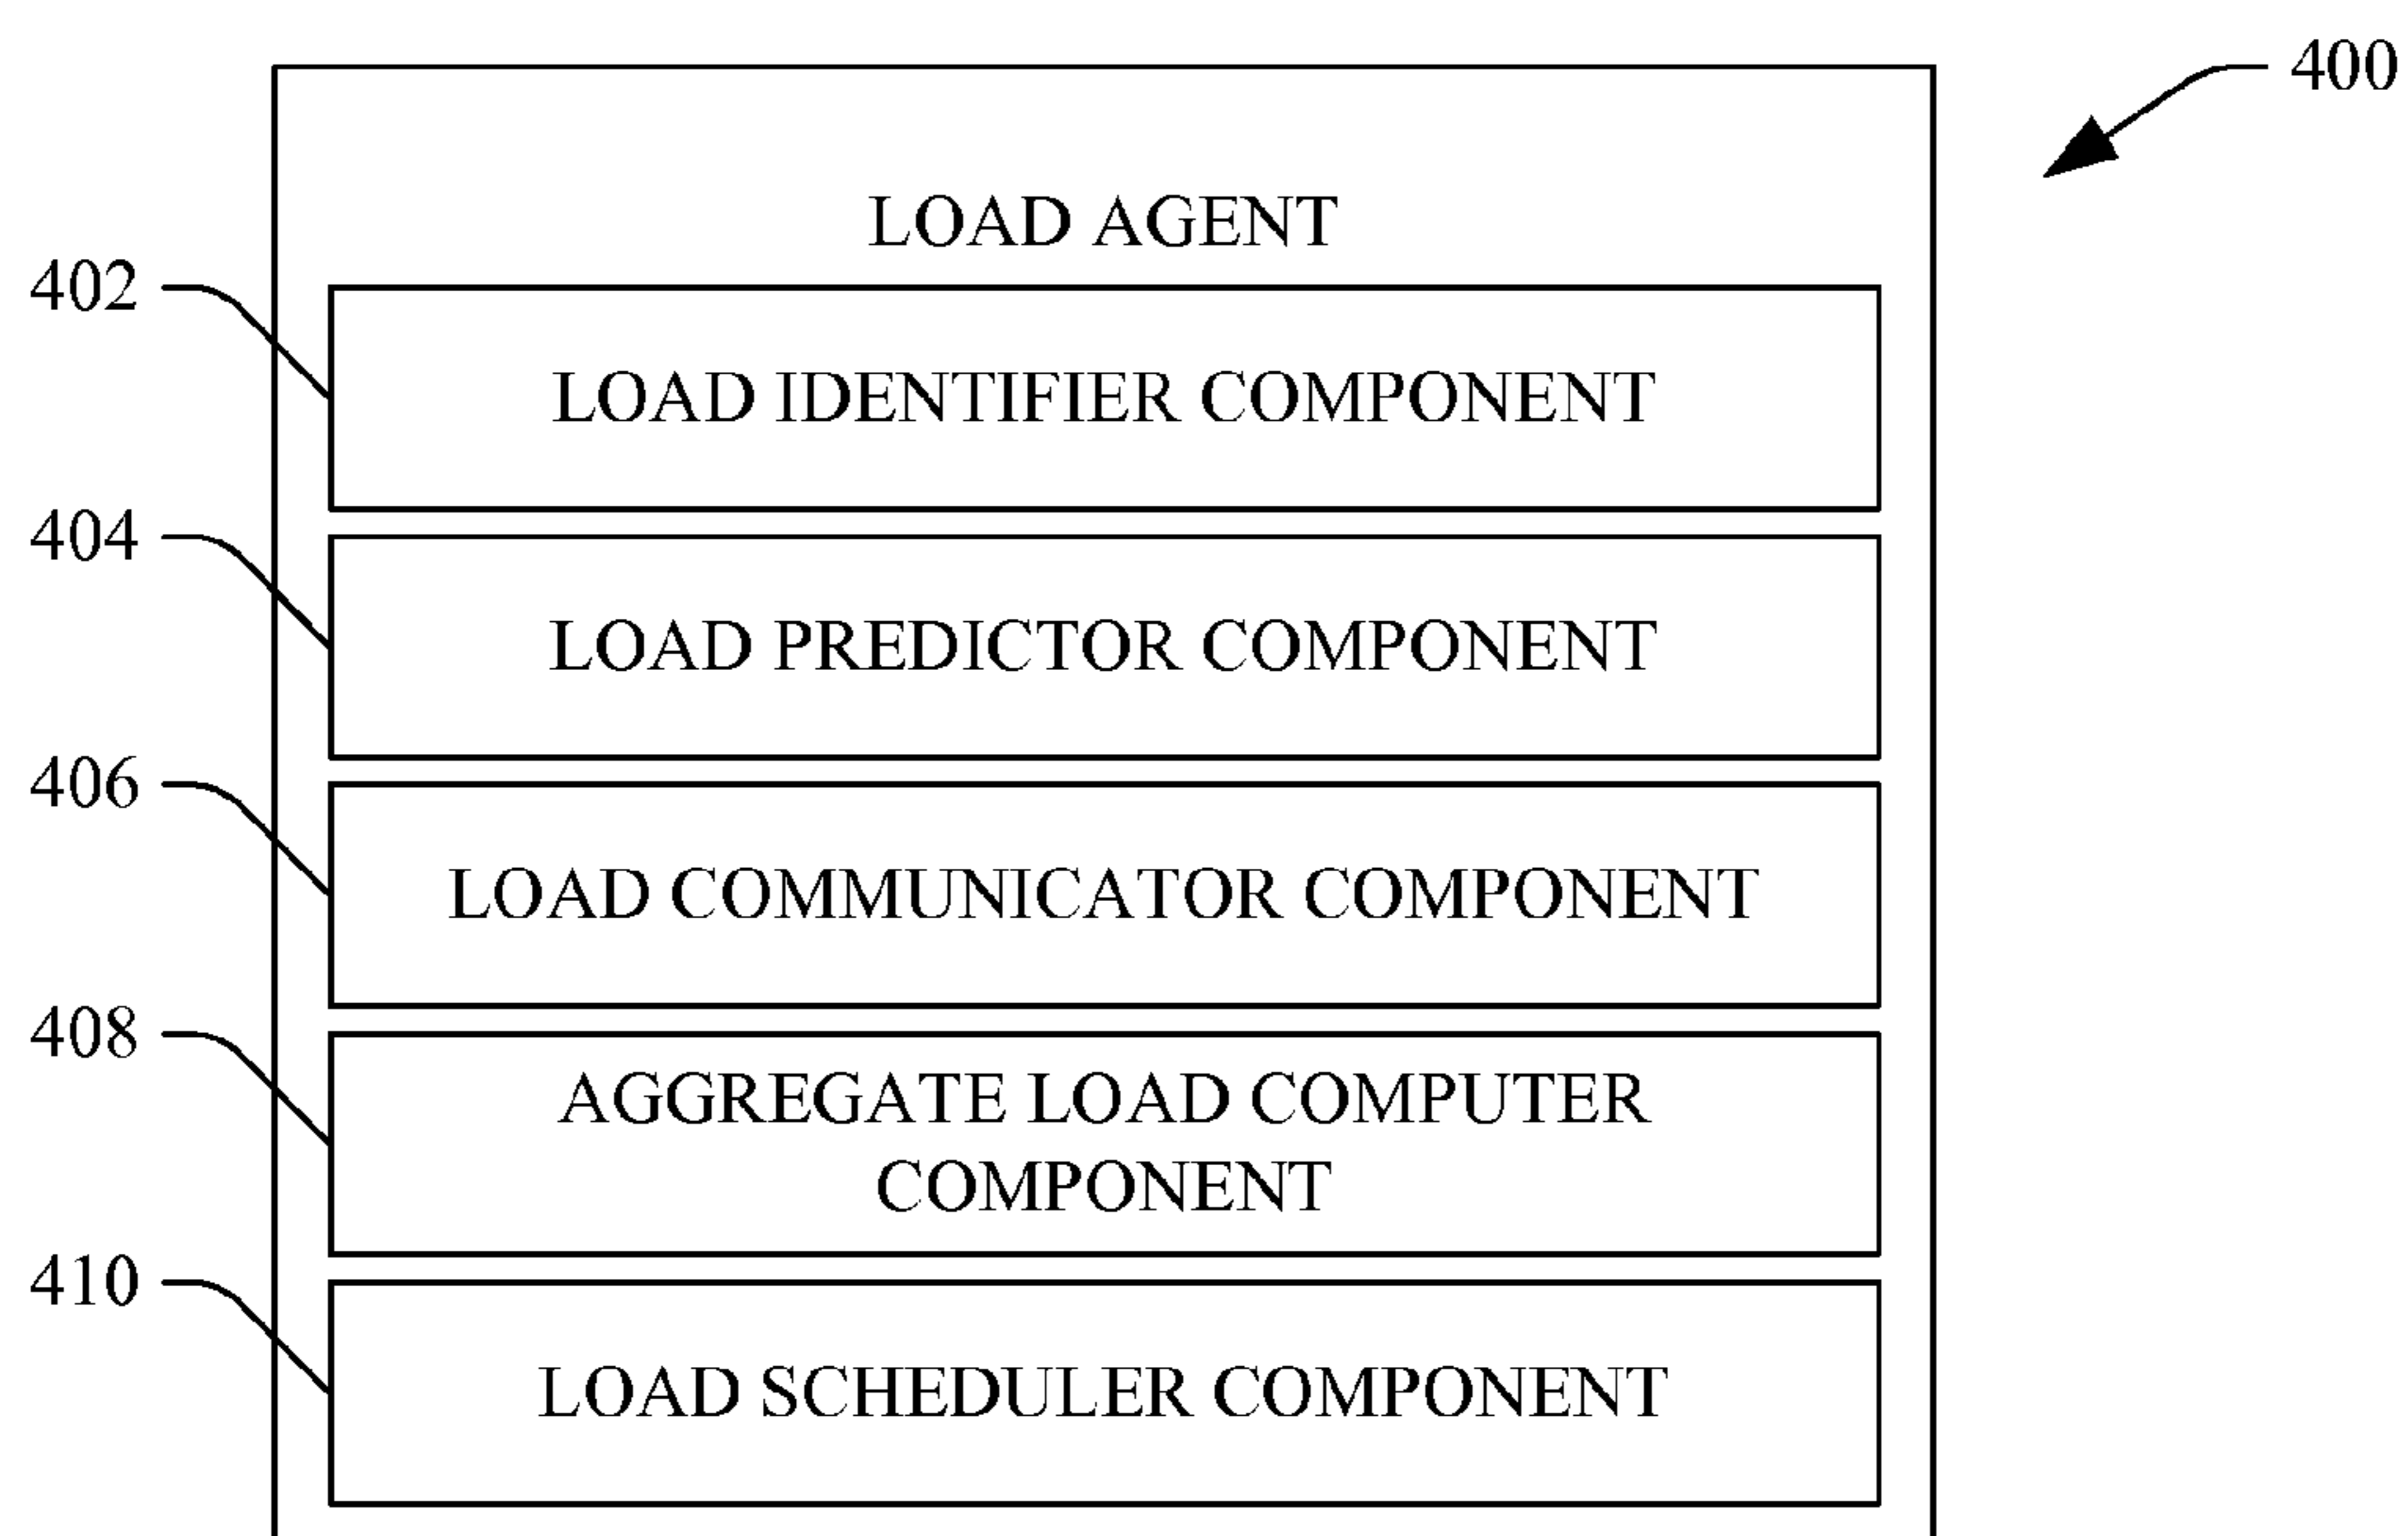 400
LOAD AGENT
402
LOAD IDENTIFIER COMPONENT
404
LOAD PREDICTOR COMPONENT
406
LOAD COMMUNICATOR COMPONENT
408
AGGREGATE LOAD COMPUTER
COMPONENT
410
LOAD SCHEDULER COMPONENT